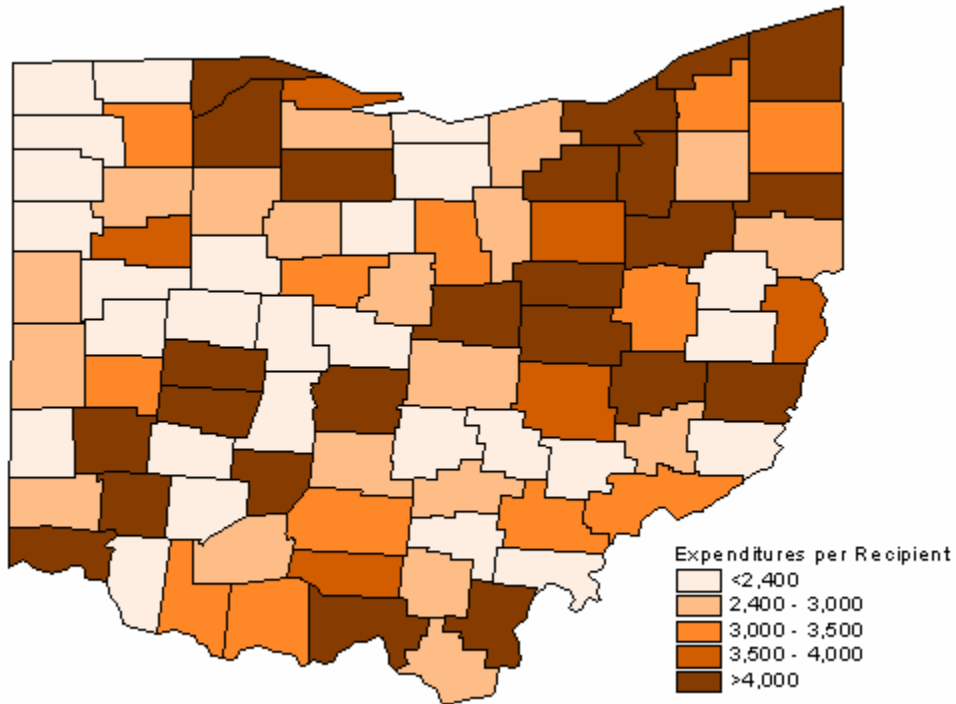 Expenditures per Recipient
<2,400
2,400 - 3,000
3,000 - 3,500
3,500 - 4,000
>4,000